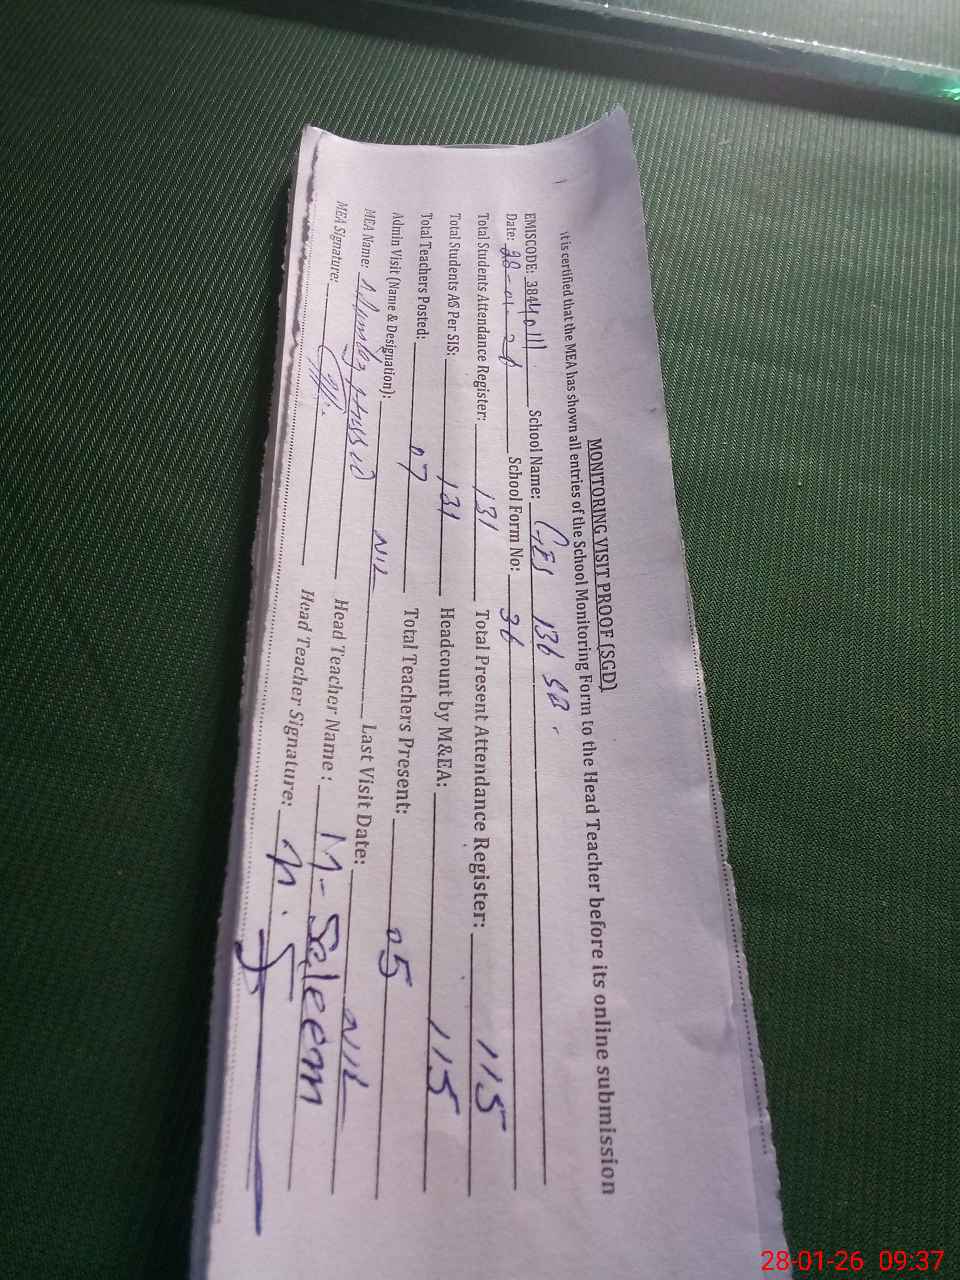 MONITORING VISIT PROOF (SGD)
It is certified that the MEA has shown all entries of the School Monitoring Form to the Head Teacher before its online submission
EMISCODE: 38440111 School Name: GES 136 SB.
Date: 28-01-26 School Form No: 36
Total Students Attendance Register: 131 Total Present Attendance Register: 115
Total Students AS Per SIS: 131 Headcount by M&EA: 115
Total Teachers Posted: 07 Total Teachers Present: 05
Admin Visit (Name & Designation): NIL Last Visit Date: NIL
MEA Name: Head Teacher Name: M-Saleem
MEA Signature: Head Teacher Signature:
28-01-26 09:37